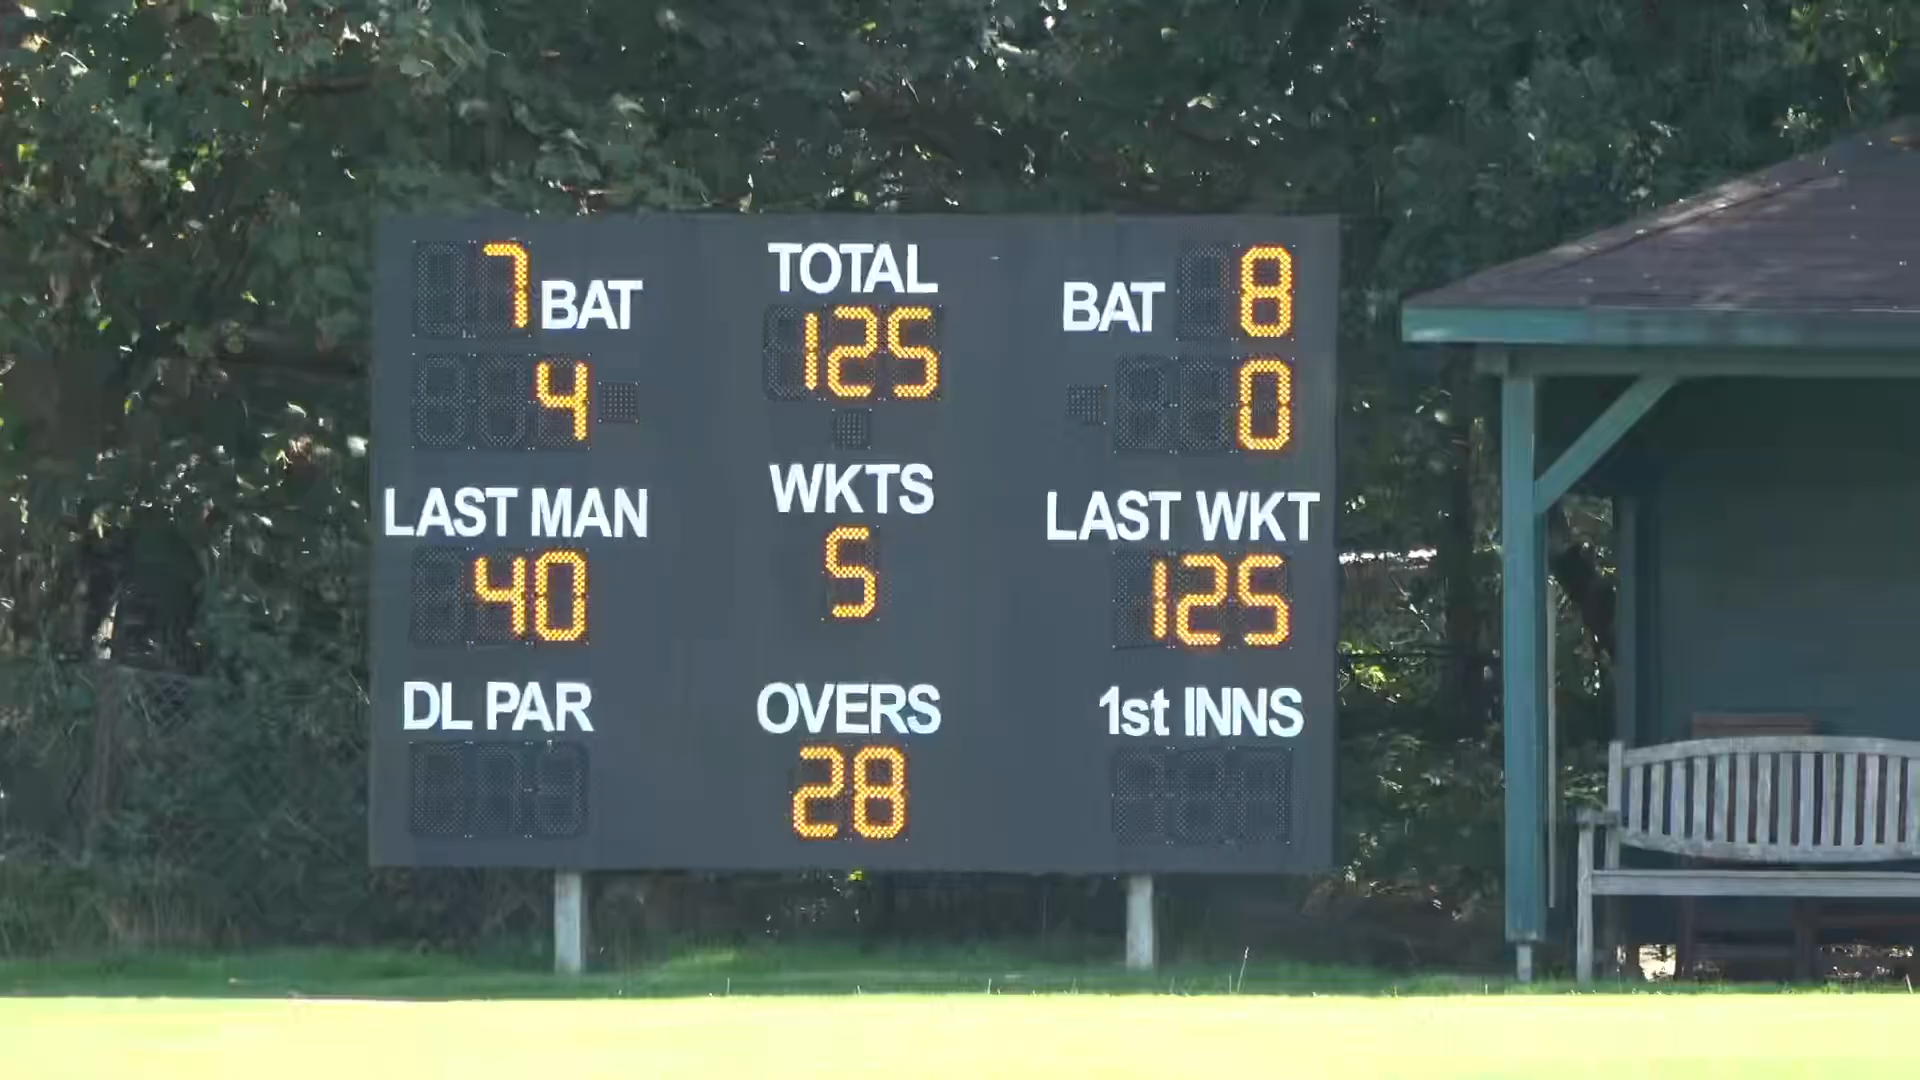 7 BAT
TOTAL
BAT 8
125
4
0
WKTS
LAST MAN
LAST WKT
5
40
125
DL PAR
OVERS
1st INNS
28